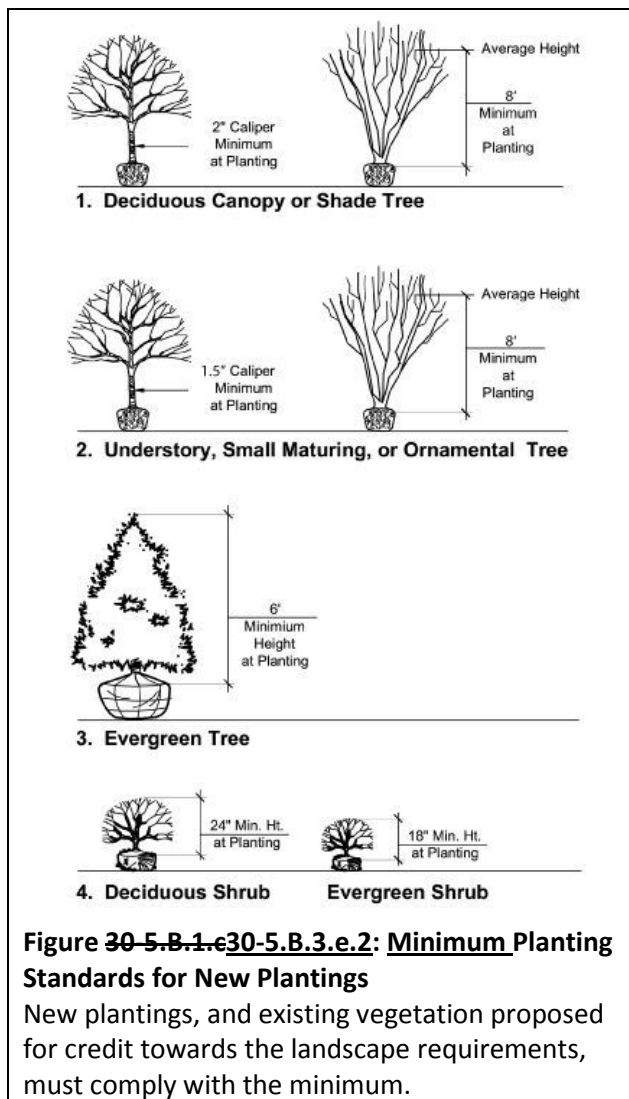 Average Height
2" Caliper
Minimum
at Planting
8'
Minimum
at
Planting
1. Deciduous Canopy or Shade Tree
Average Height
1.5" Caliper
Minimum
at Planting
8'
Minimum
at
Planting
2. Understory, Small Maturing, or Ornamental Tree
6'
Minimium
Height
at Planting
3. Evergreen Tree
24" Min. Ht.
at Planting
18" Min. Ht.
at Planting
4. Deciduous Shrub Evergreen Shrub
Figure 30-5.B.1.c30-5.B.3.e.2: Minimum Planting
Standards for New Plantings
New plantings, and existing vegetation proposed
for credit towards the landscape requirements,
must comply with the minimum.